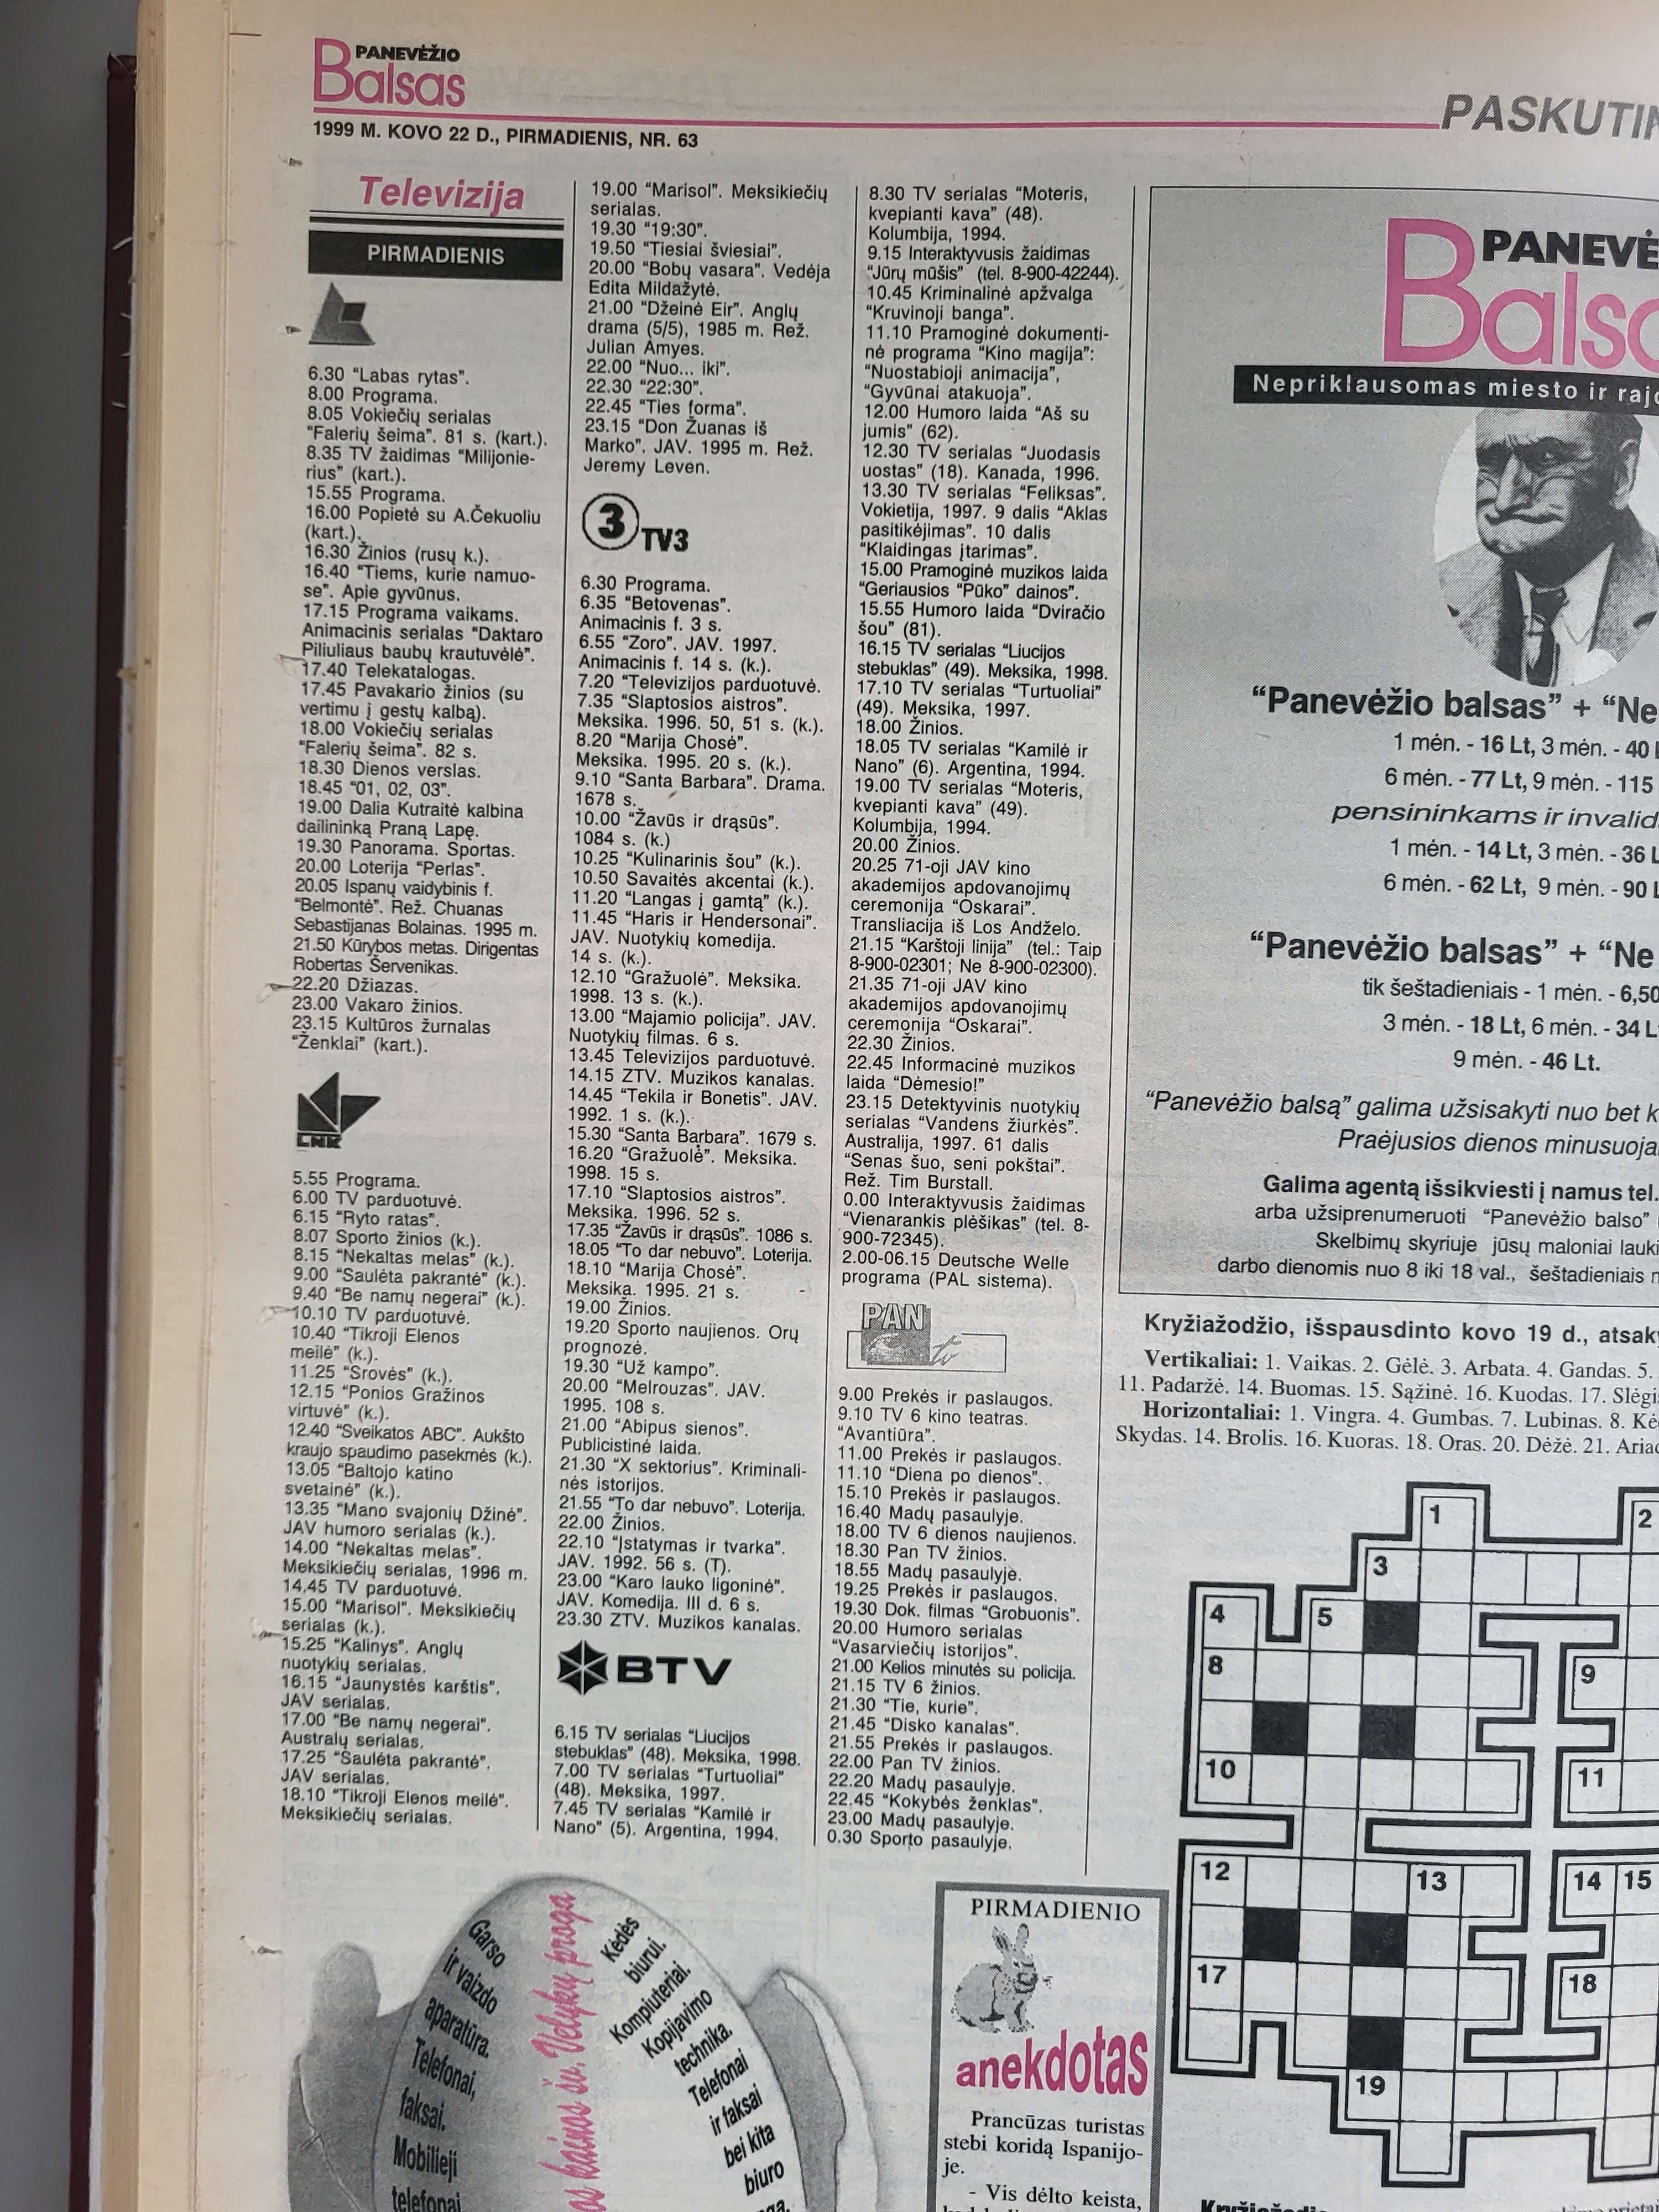 PANEVĖŽIO
Balsas
1999 M. KOVO 22 D., PIRMADIENIS, NR. 63
Televizija
PIRMADIENIS
6.30 “Labas rytas”.
8.00 Programa.
8.05 Vokiečių serialas
“Falerių šeima”. 81 s. (kart.).
8.35 TV žaidimas “Milijonie-
rius” (kart.).
15.55 Programa.
16.00 Popietė su A.Čekuoliu
(kart.).
16.30 Žinios (rusų k.).
16.40 “Tiems, kurie namuo-
se”. Apie gyvūnus.
17.15 Programa vaikams.
Animacinis serialas “Daktaro
Piliuliaus baubų krautuvėlė”.
17.40 Telekatalogas.
17.45 Pavakario žinios (su
vertimu į gestų kalbą).
18.00 Vokiečių serialas
“Falerių šeima”. 82 s.
18.30 Dienos verslas.
18.45 “01, 02, 03”.
19.00 Dalia Kutraitė kalbina
dailininką Praną Lapę.
19.30 Panorama. Sportas.
20.00 Loterija “Perlas”.
20.05 Ispanų vaidybinis f.
“Belmontė”. Rež. Chuanas
Sebastijanas Bolainas. 1995 m.
21.50 Kūrybos metas. Dirigentas
Robertas Šervenikas.
22.20 Džiazas.
23.00 Vakaro žinios.
23.15 Kultūros žurnalas
“Ženklai” (kart.).
LNK
5.55 Programa.
6.00 TV parduotuvė.
6.15 “Ryto ratas”.
8.07 Sporto žinios (k.).
8.15 “Nekaltas melas” (k.).
9.00 “Saulėta pakrantė” (k.).
9.40 “Be namų negerai” (k.).
10.10 TV parduotuvė.
10.40 “Tikroji Elenos
meilė” (k.).
11.25 “Srovės” (k.).
12.15 “Ponios Gražinos
virtuvė” (k.).
12.40 “Sveikatos ABC”. Aukšto
kraujo spaudimo pasekmės (k.).
13.05 “Baltojo katino
svetainė” (k.).
13.35 “Mano svajonių Džinė”.
JAV humoro serialas (k.).
14.00 “Nekaltas melas”.
Meksikiečių serialas, 1996 m.
14.45 TV parduotuvė.
15.00 “Marisol”. Meksikiečių
serialas (k.).
15.25 “Kalinys”. Anglų
nuotykių serialas.
16.15 “Jaunystės karštis”.
JAV serialas.
17.00 “Be namų negerai”.
Australų serialas.
17.25 “Saulėta pakrantė”.
JAV serialas.
18.10 “Tikroji Elenos meilė”.
Meksikiečių serialas.
19.00 “Marisol”. Meksikiečių
serialas.
19.30 “19:30”.
19.50 “Tiesiai šviesiai”.
20.00 “Bobų vasara”. Vedėja
Edita Mildažytė.
21.00 “Džeinė Eir”. Anglų
drama (5/5), 1985 m. Rež.
Julian Amyes.
22.00 “Nuo... iki”.
22.30 “22:30”.
22.45 “Ties forma”.
23.15 “Don Žuanas iš
Marko”. JAV. 1995 m. Rež.
Jeremy Leven.
3 TV3
6.30 Programa.
6.35 “Betovenas”.
Animacinis f. 3 s.
6.55 “Zoro”. JAV. 1997.
Animacinis f. 14 s. (k.).
7.20 “Televizijos parduotuvė.
7.35 “Slaptosios aistros”.
Meksika. 1996. 50, 51 s. (k.).
8.20 “Marija Chosė”.
Meksika. 1995. 20 s. (k.).
9.10 “Santa Barbara”. Drama.
1678 s.
10.00 “Žavūs ir drąsūs”.
1084 s. (k.)
10.25 “Kulinarinis šou” (k.).
10.50 Savaitės akcentai (k.).
11.20 “Langas į gamtą” (k.).
11.45 “Haris ir Hendersonai”.
JAV. Nuotykių komedija.
14 s. (k.).
12.10 “Gražuolė”. Meksika.
1998. 13 s. (k.).
13.00 “Majamio policija”. JAV.
Nuotykių filmas. 6 s.
13.45 Televizijos parduotuvė.
14.15 ZTV. Muzikos kanalas.
14.45 “Tekila ir Bonetis”. JAV.
1992. 1 s. (k.).
15.30 “Santa Barbara”. 1679 s.
16.20 “Gražuolė”. Meksika.
1998. 15 s.
17.10 “Slaptosios aistros”.
Meksika. 1996. 52 s.
17.35 “Žavūs ir drąsūs”. 1086 s.
18.05 “To dar nebuvo”. Loterija.
18.10 “Marija Chosė”.
Meksika. 1995. 21 s.
19.00 Žinios.
19.20 Sporto naujienos. Orų
prognozė.
19.30 “Už kampo”.
20.00 “Melrouzas”. JAV.
1995. 108 s.
21.00 “Abipus sienos”.
Publicistinė laida.
21.30 “X sektorius”. Kriminali-
nės istorijos.
21.55 “To dar nebuvo”. Loterija.
22.00 Žinios.
22.10 “Įstatymas ir tvarka”.
JAV. 1992. 56 s. (T).
23.00 “Karo lauko ligoninė”.
JAV. Komedija. III d. 6 s.
23.30 ZTV. Muzikos kanalas.
BTV
6.15 TV serialas “Liucijos
stebuklas” (48). Meksika, 1998.
7.00 TV serialas “Turtuoliai”
(48). Meksika, 1997.
7.45 TV serialas “Kamilė ir
Nano” (5). Argentina, 1994.
8.30 TV serialas “Moteris,
kvepianti kava” (48).
Kolumbija, 1994.
9.15 Interaktyvusis žaidimas
“Jūrų mūšis” (tel. 8-900-42244).
10.45 Kriminalinė apžvalga
“Kruvinoji banga”.
11.10 Pramoginė dokumenti-
nė programa “Kino magija”:
“Nuostabioji animacija”,
“Gyvūnai atakuoja”.
12.00 Humoro laida “Aš su
jumis” (62).
12.30 TV serialas “Juodasis
uostas” (18). Kanada, 1996.
13.30 TV serialas “Feliksas”.
Vokietija, 1997. 9 dalis “Aklas
pasitikėjimas”. 10 dalis
“Klaidingas įtarimas”.
15.00 Pramoginė muzikos laida
“Geriausios “Pūko” dainos”.
15.55 Humoro laida “Dviračio
šou” (81).
16.15 TV serialas “Liucijos
stebuklas” (49). Meksika, 1998.
17.10 TV serialas “Turtuoliai”
(49). Meksika, 1997.
18.00 Žinios.
18.05 TV serialas “Kamilė ir
Nano” (6). Argentina, 1994.
19.00 TV serialas “Moteris,
kvepianti kava” (49).
Kolumbija, 1994.
20.00 Žinios.
20.25 71-oji JAV kino
akademijos apdovanojimų
ceremonija “Oskarai”.
Transliacija iš Los Andželo.
21.15 “Karštoji linija” (tel.: Taip
8-900-02301; Ne 8-900-02300).
21.35 71-oji JAV kino
akademijos apdovanojimų
ceremonija “Oskarai”.
22.30 Žinios.
22.45 Informacinė muzikos
laida “Dėmesio!”
23.15 Detektyvinis nuotykių
serialas “Vandens žiurkės”.
Australija, 1997. 61 dalis
“Senas šuo, seni pokštai”.
Rež. Tim Burstall.
0.00 Interaktyvusis žaidimas
“Vienarankis plėšikas” (tel. 8-
900-72345).
2.00-06.15 Deutsche Welle
programa (PAL sistema).
PAN tv
9.00 Prekės ir paslaugos.
9.10 TV 6 kino teatras.
“Avantiūra”.
11.00 Prekės ir paslaugos.
11.10 “Diena po dienos”.
15.10 Prekės ir paslaugos.
16.40 Madų pasaulyje.
18.00 TV 6 dienos naujienos.
18.30 Pan TV žinios.
18.55 Madų pasaulyje.
19.25 Prekės ir paslaugos.
19.30 Dok. filmas “Grobuonis”.
20.00 Humoro serialas
“Vasarviečių istorijos”.
21.00 Kelios minutės su policija.
21.15 TV 6 žinios.
21.30 “Tie, kurie”.
21.45 “Disko kanalas”.
21.55 Prekės ir paslaugos.
22.00 Pan TV žinios.
22.20 Madų pasaulyje.
22.45 “Kokybės ženklas”.
23.00 Madų pasaulyje.
0.30 Sporto pasaulyje.
PASKUTIN
PANEVĖ
Balsa
Nepriklausomas miesto ir rajo
“Panevėžio balsas” + “Ne
1 mėn. - 16 Lt, 3 mėn. - 40
6 mėn. - 77 Lt, 9 mėn. - 115
pensininkams ir invalid
1 mėn. - 14 Lt, 3 mėn. - 36 L
6 mėn. - 62 Lt, 9 mėn. - 90 L
“Panevėžio balsas” + “Ne
tik šeštadieniais - 1 mėn. - 6,50
3 mėn. - 18 Lt, 6 mėn. - 34 L
9 mėn. - 46 Lt.
“Panevėžio balsą” galima užsisakyti nuo bet k
Praėjusios dienos minusuoja
Galima agentą išsikviesti į namus tel.
arba užsiprenumeruoti “Panevėžio balso”
Skelbimų skyriuje jūsų maloniai lauki
darbo dienomis nuo 8 iki 18 val., šeštadieniais
Kryžiažodžio, išspausdinto kovo 19 d., atsaky
Vertikaliai: 1. Vaikas. 2. Gėlė. 3. Arbata. 4. Gandas. 5.
11. Padaržė. 14. Buomas. 15. Sąžinė. 16. Kuodas. 17. Slėgi
Horizontaliai: 1. Vingra. 4. Gumbas. 7. Lubinas. 8. Kė
Skydas. 14. Brolis. 16. Kuoras. 18. Oras. 20. Dėžė. 21. Aria
1 2
3
4 5
8 9
10 11
12 13 14 15
17 18
19
Garso
ir vaizdo
aparatūra.
Telefonai,
faksai.
Mobilieji
telefonai
kainos šv. Velykų proga
Kėdės
biurui.
Kompiuteriai.
Kopijavimo
technika.
Telefonai
ir faksai
bei kita
biuro
PIRMADIENIO
anekdotas
Prancūzas turistas
stebi koridą Ispanijo-
je.
- Vis dėlto keista,